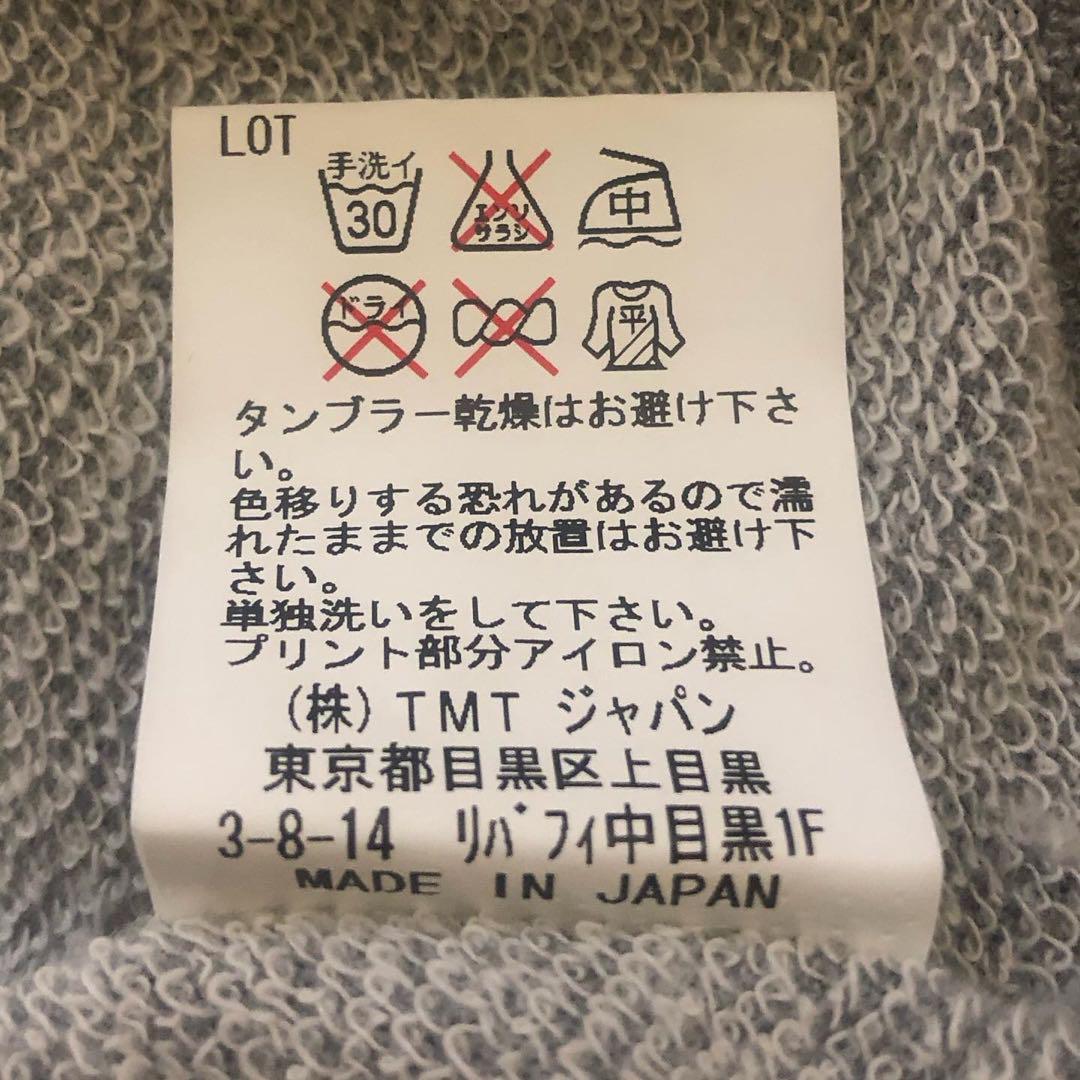 LOT
手洗イ
30
エンソ
サラシ
中
ドライ
平
タンブラー乾燥はお避け下さ
い。
色移りする恐れがあるので濡
れたままでの放置はお避け下
さい。
単独洗いをして下さい。
プリント部分アイロン禁止。
(株)TMT ジャパン
東京都目黒区上目黒
3-8-14 ﾘﾊﾞﾌｨ中目黒1F
MADE IN JAPAN